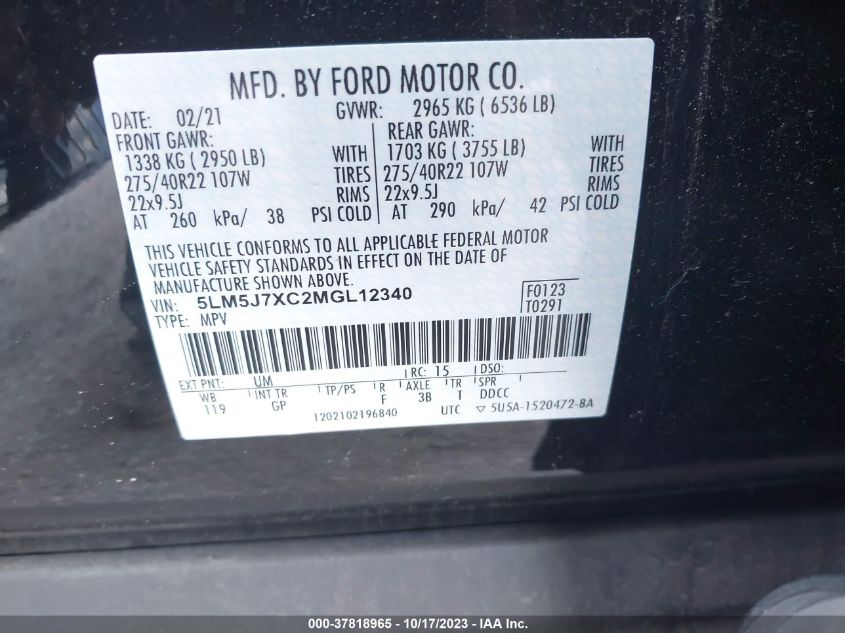 MFD. BY FORD MOTOR CO.
DATE: 02/21 GVWR: 2965 KG ( 6536 LB)
FRONT GAWR: REAR GAWR:
1338 KG ( 2950 LB) WITH 1703 KG ( 3755 LB) WITH
275/40R22 107W TIRES 275/40R22 107W TIRES
22x9.5J RIMS 22x9.5J RIMS
AT 260 kPa/ 38 PSI COLD AT 290 kPa/ 42 PSI COLD
THIS VEHICLE CONFORMS TO ALL APPLICABLE FEDERAL MOTOR
VEHICLE SAFETY STANDARDS IN EFFECT ON THE DATE OF
MANUFACTURE SHOWN ABOVE.
VIN: 5LM5J7XC2MGL12340 F0123
TYPE: MPV T0291
EXT PNT: UM RC: 15 DSO:
WB INT TR TP/PS R AXLE TR SPR
119 GP F 3B T DDCC
1202102196840 UTC ▽ 5U5A-1520472-BA
000-37818965 - 10/17/2023 - IAA Inc.